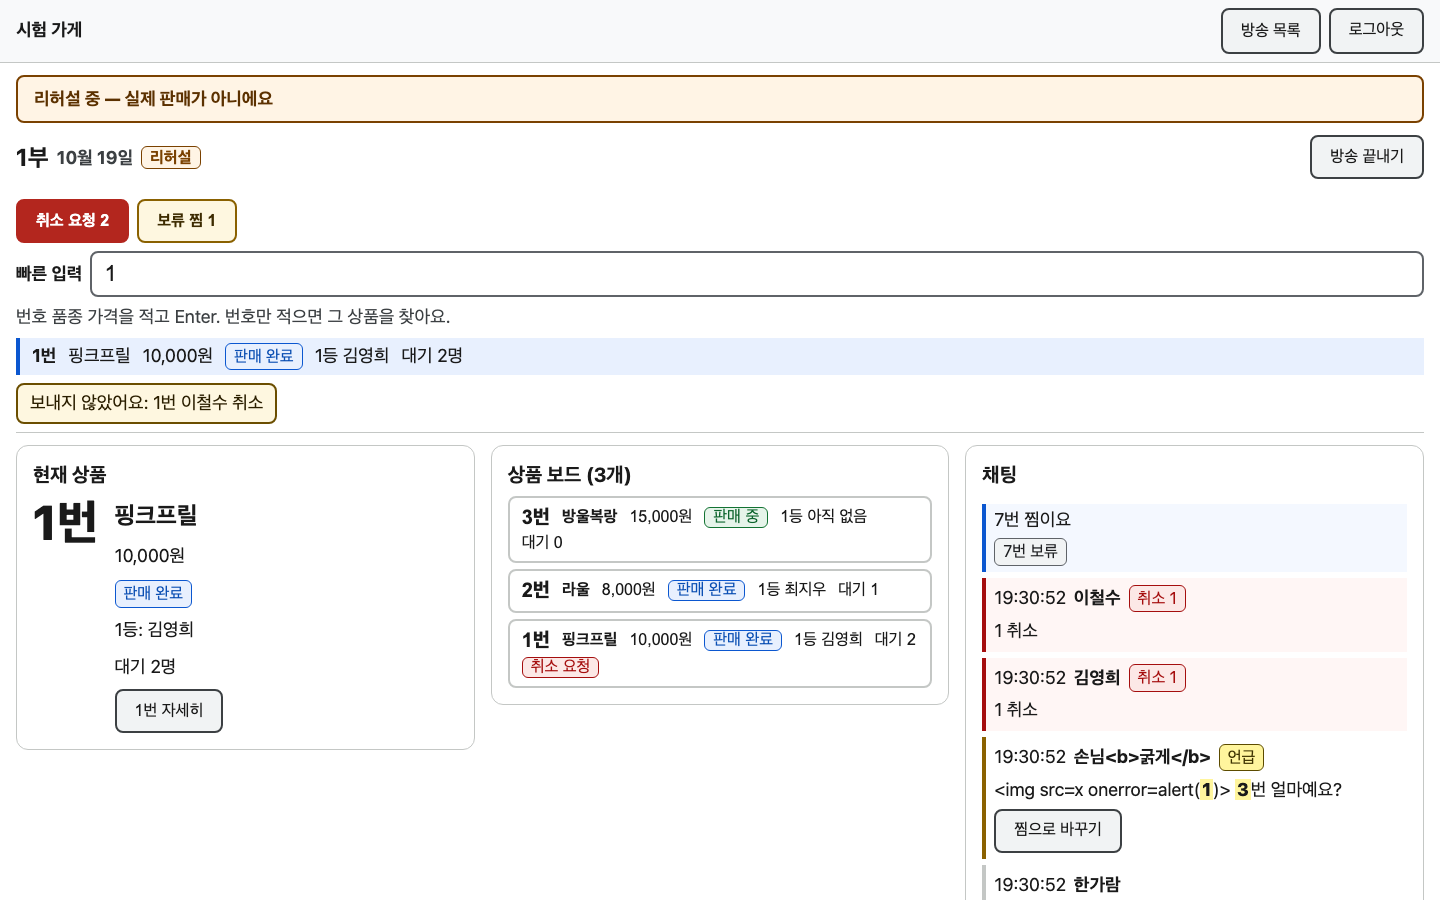 시험 가게
방송 목록
로그아웃
리허설 중 — 실제 판매가 아니에요
1부 10월 19일 리허설
방송 끝내기
취소 요청 2
보류 찜 1
빠른 입력 1
번호 품종 가격을 적고 Enter. 번호만 적으면 그 상품을 찾아요.
1번 핑크프릴 10,000원 판매 완료 1등 김영희 대기 2명
보내지 않았어요: 1번 이철수 취소
현재 상품
1번 핑크프릴
10,000원
판매 완료
1등: 김영희
대기 2명
1번 자세히
상품 보드 (3개)
3번 방울복랑 15,000원 판매 중 1등 아직 없음
대기 0
2번 라울 8,000원 판매 완료 1등 최지우 대기 1
1번 핑크프릴 10,000원 판매 완료 1등 김영희 대기 2
취소 요청
채팅
7번 찜이요
7번 보류
19:30:52 이철수 취소 1
1 취소
19:30:52 김영희 취소 1
1 취소
19:30:52 손님<b>굵게</b> 언급
<img src=x onerror=alert(1)> 3번 얼마예요?
찜으로 바꾸기
19:30:52 한가람